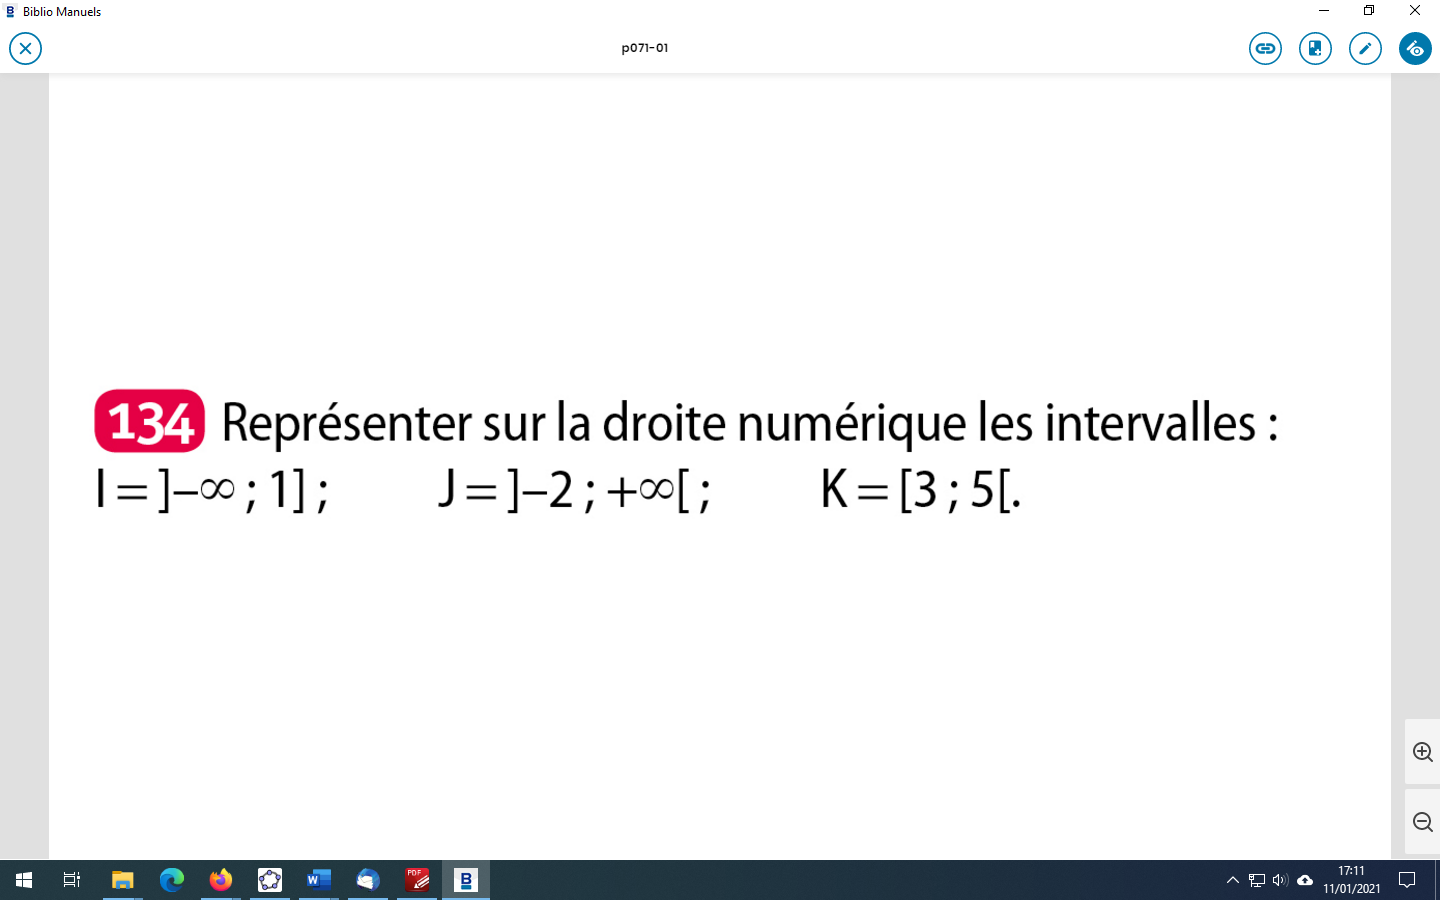 Biblio Manuels
p071-01
134 Représenter sur la droite numérique les intervalles :
I = ]–∞ ; 1] ; J = ]–2 ; +∞[ ; K = [3 ; 5[.
PDF
17:11
11/01/2021